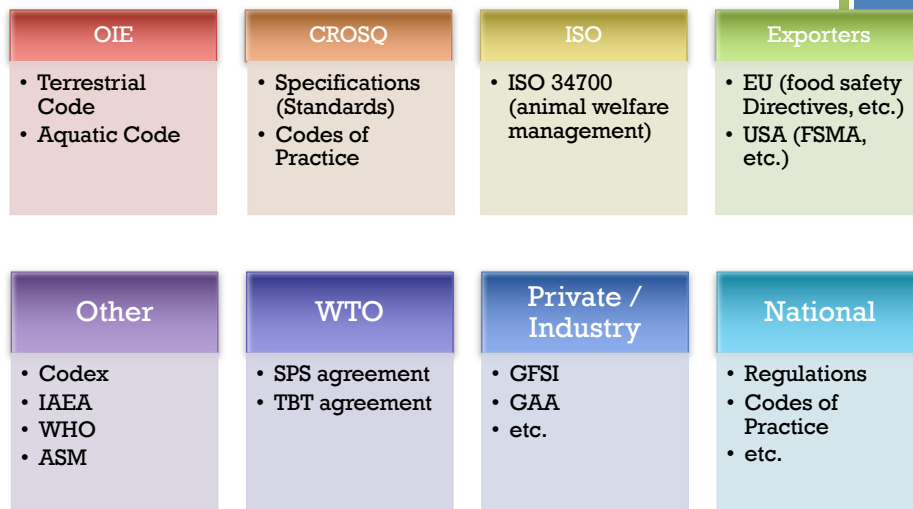 OIE
• Terrestrial
Code
• Aquatic Code
CROSQ
• Specifications
(Standards)
• Codes of
Practice
ISO
• ISO 34700
(animal welfare
management)
Exporters
• EU (food safety
Directives, etc.)
• USA (FSMA,
etc.)
Other
• Codex
• IAEA
• WHO
• ASM
WTO
• SPS agreement
• TBT agreement
Private /
Industry
• GFSI
• GAA
• etc.
National
• Regulations
• Codes of
Practice
• etc.